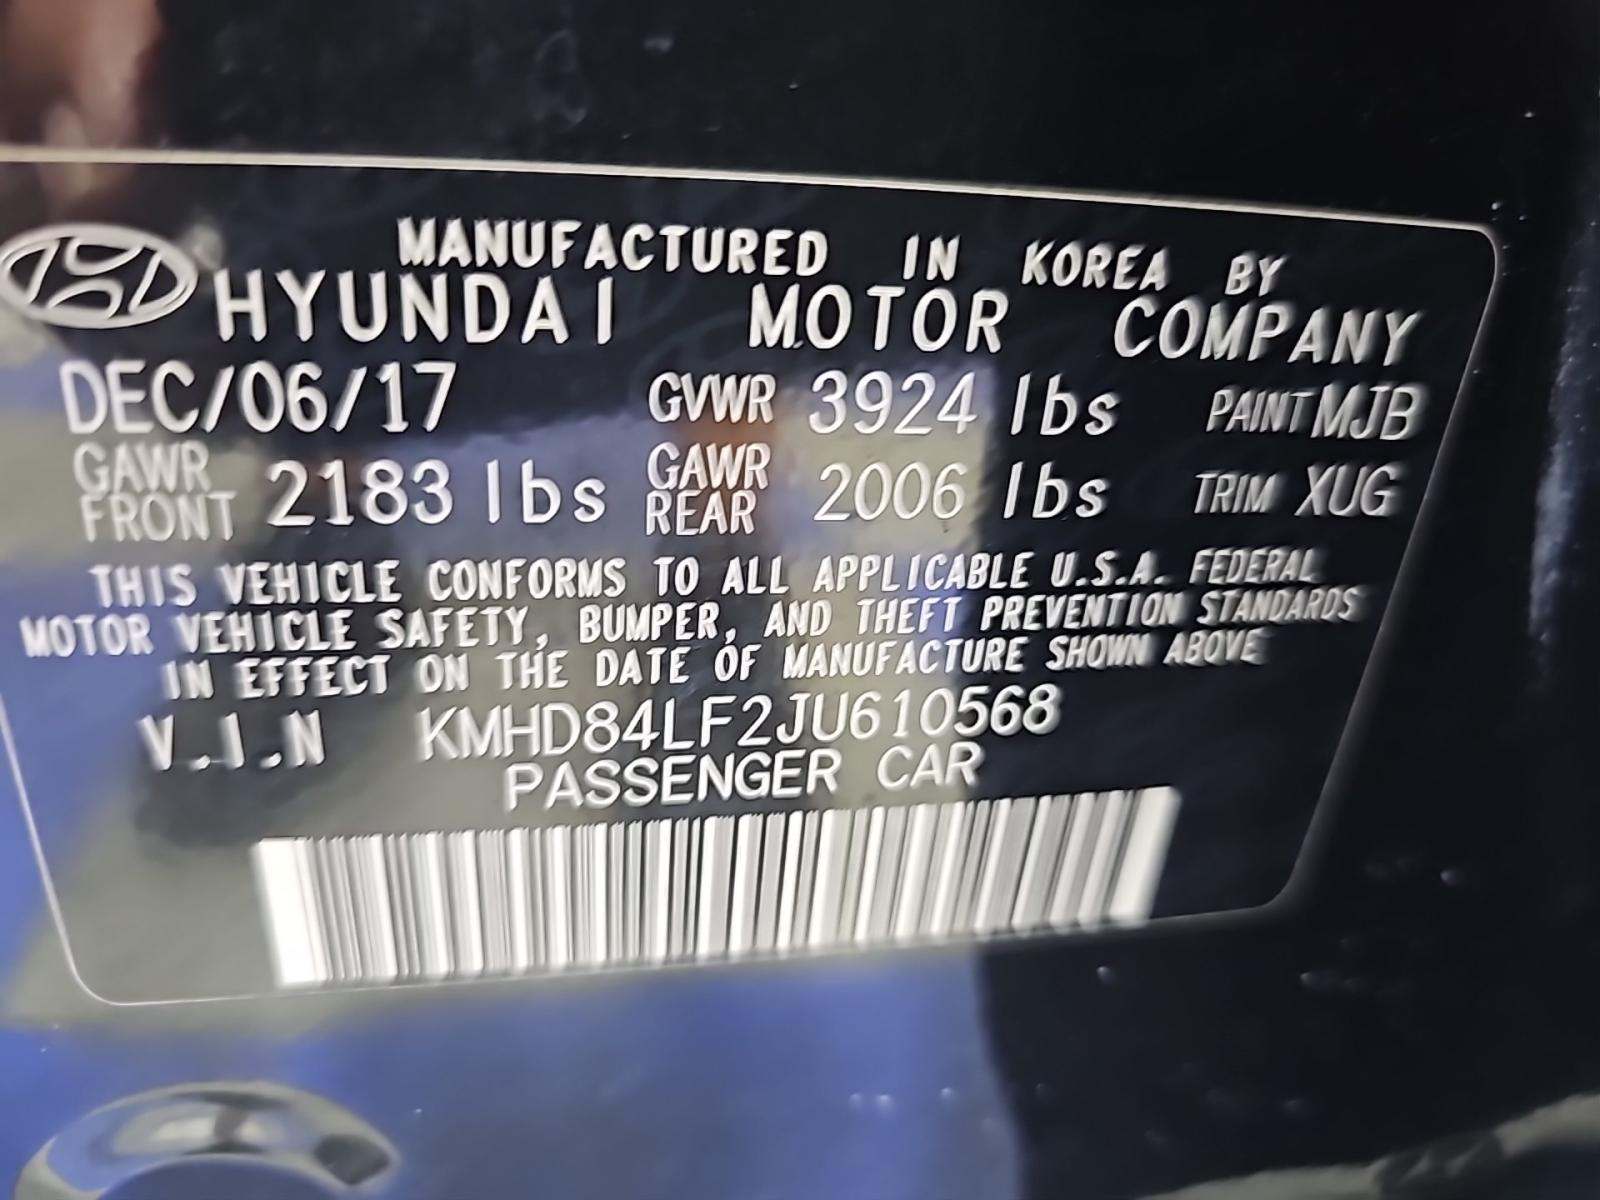 MANUFACTURED IN KOREA BY
HYUNDAI MOTOR COMPANY
DEC/06/17 GVWR 3924 lbs PAINT MJB
GAWR FRONT 2183 lbs GAWR REAR 2006 lbs TRIM XUG
THIS VEHICLE CONFORMS TO ALL APPLICABLE U.S.A. FEDERAL
MOTOR VEHICLE SAFETY, BUMPER, AND THEFT PREVENTION STANDARDS
IN EFFECT ON THE DATE OF MANUFACTURE SHOWN ABOVE
V.I.N KMHD84LF2JU610568
PASSENGER CAR